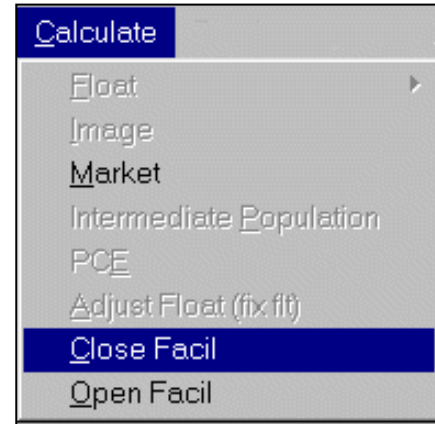 Calculate
Float
Image
Market
Intermediate Population
PCE
Adjust Float (fix flt)
Close Facil
Open Facil